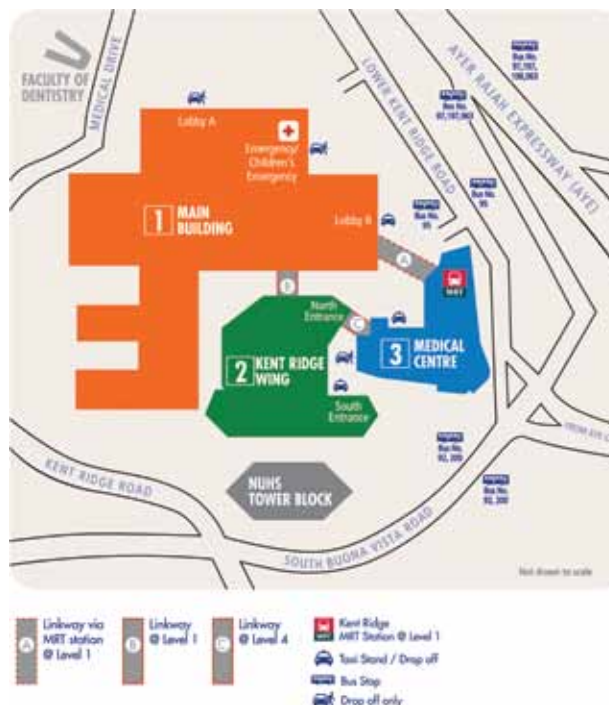 FACULTY OF
DENTISTRY
MEDICAL DRIVE
Lobby A
Emergency/
Children's
Emergency
LOWER KENT RIDGE ROAD
AYER RAJAH EXPRESSWAY (AYE)
Bus No.
Bus No.
Bus No.
95
Bus No.
95
1 MAIN
BUILDING
Lobby B
A
MRT
B
North
Entrance
C
2 KENT RIDGE
WING
3 MEDICAL
CENTRE
South
Entrance
NUHS
TOWER BLOCK
KENT RIDGE ROAD
SOUTH BUONA VISTA ROAD
Bus No.
92, 200
Bus No.
92, 200
Not drawn to scale
A
Linkway via
MRT station
@ Level 1
B
Linkway
@ Level 1
C
Linkway
@ Level 4
Kent Ridge
MRT Station @ Level 1
Taxi Stand / Drop off
Bus Stop
Drop off only